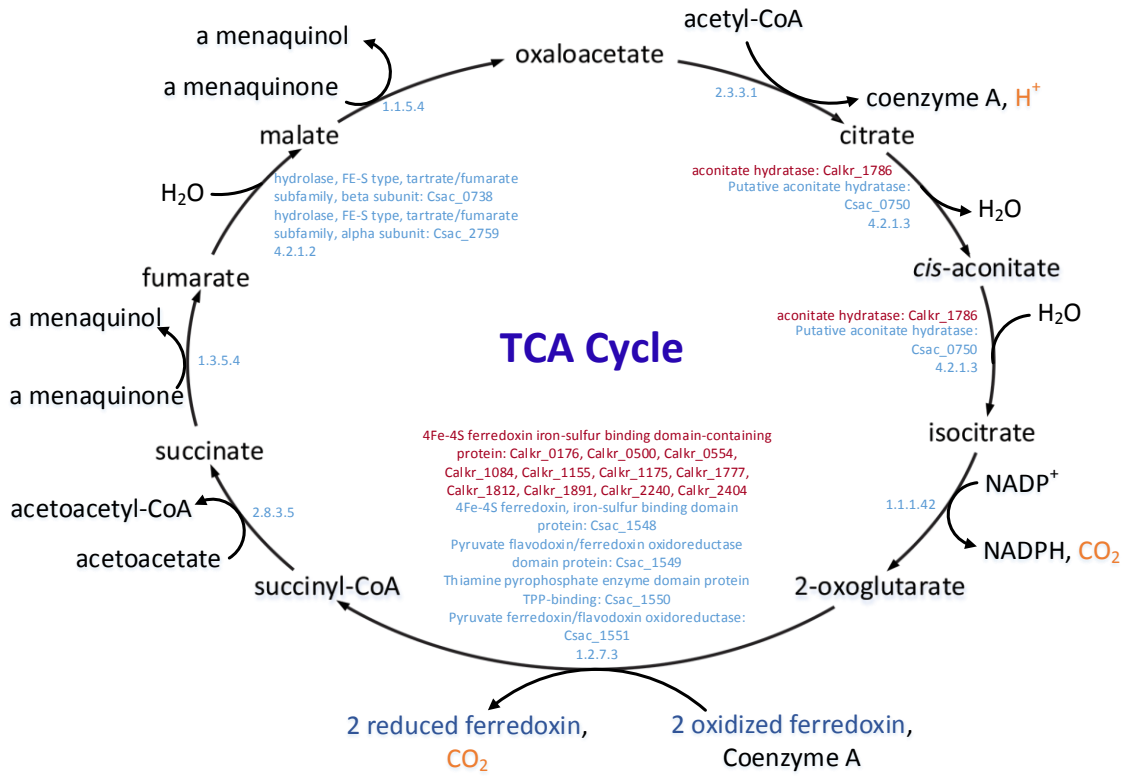 acetyl-CoA
a menaquinol
oxaloacetate
a menaquinone
1.1.5.4
2.3.3.1
coenzyme A, H⁺
malate
citrate
H₂O
hydrolase, FE-S type, tartrate/fumarate
subfamily, beta subunit: Csac_0738
hydrolase, FE-S type, tartrate/fumarate
subfamily, alpha subunit: Csac_2759
4.2.1.2
aconitate hydratase: Calkr_1786
Putative aconitate hydratase:
Csac_0750
4.2.1.3
H₂O
fumarate
cis-aconitate
a menaquinol
1.3.5.4
a menaquinone
TCA Cycle
aconitate hydratase: Calkr_1786
Putative aconitate hydratase:
Csac_0750
4.2.1.3
H₂O
succinate
isocitrate
4Fe-4S ferredoxin iron-sulfur binding domain-containing
protein: Calkr_0176, Calkr_0500, Calkr_0554,
Calkr_1084, Calkr_1155, Calkr_1175, Calkr_1777,
Calkr_1812, Calkr_1891, Calkr_2240, Calkr_2404
4Fe-4S ferredoxin, iron-sulfur binding domain
protein: Csac_1548
Pyruvate flavodoxin/ferredoxin oxidoreductase
domain protein: Csac_1549
Thiamine pyrophosphate enzyme domain protein
TPP-binding: Csac_1550
Pyruvate ferredoxin/flavodoxin oxidoreductase:
Csac_1551
1.2.7.3
acetoacetyl-CoA
2.8.3.5
acetoacetate
1.1.1.42
NADP⁺
NADPH, CO₂
succinyl-CoA
2-oxoglutarate
2 reduced ferredoxin,
CO₂
2 oxidized ferredoxin,
Coenzyme A